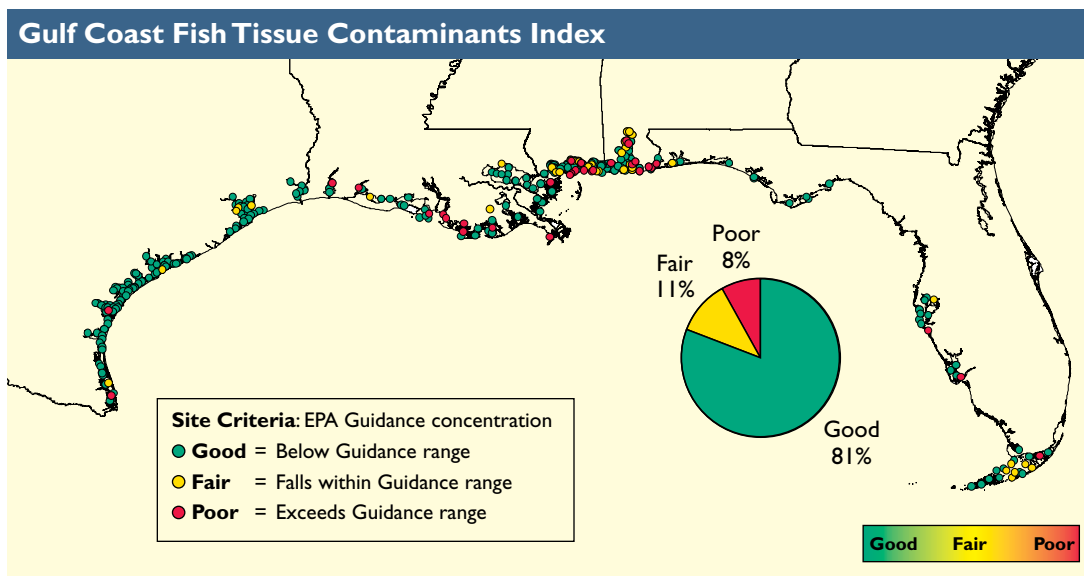 Gulf Coast Fish Tissue Contaminants Index
Poor
8%
Fair
11%
Good
81%
Site Criteria: EPA Guidance concentration
Good = Below Guidance range
Fair = Falls within Guidance range
Poor = Exceeds Guidance range
Good Fair Poor